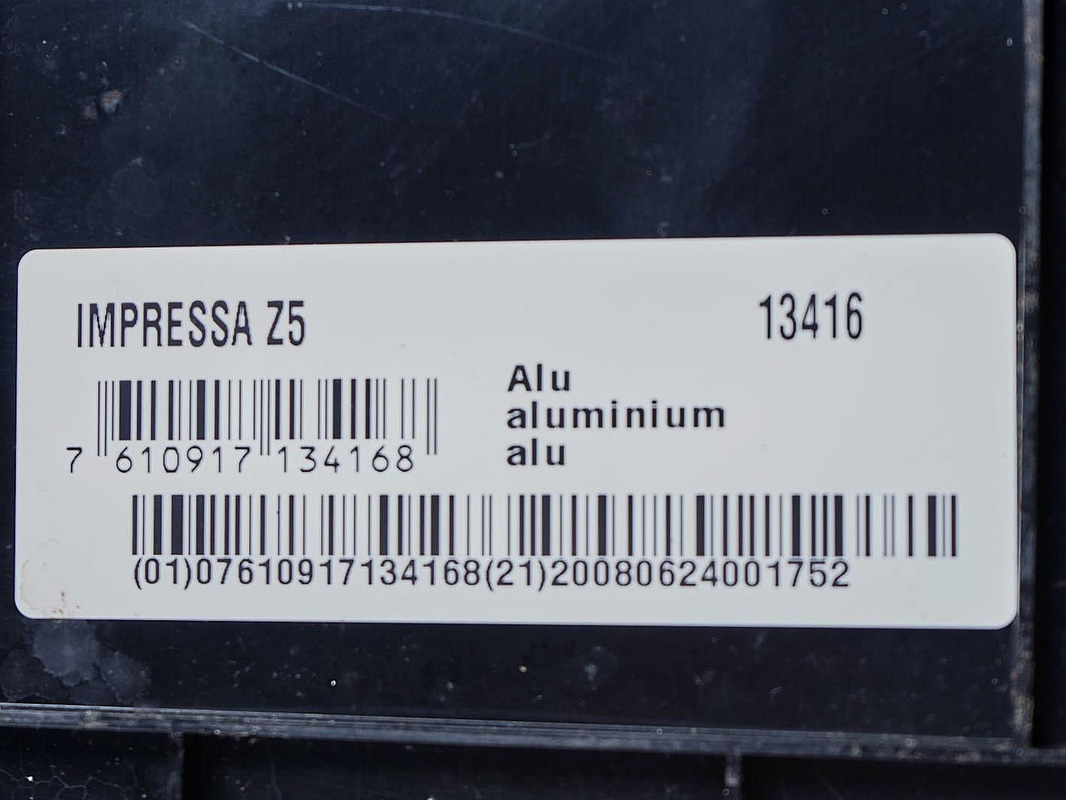 IMPRESSA Z5 13416
Alu
aluminium
alu
7 610917 134168
(01)07610917134168(21)20080624001752